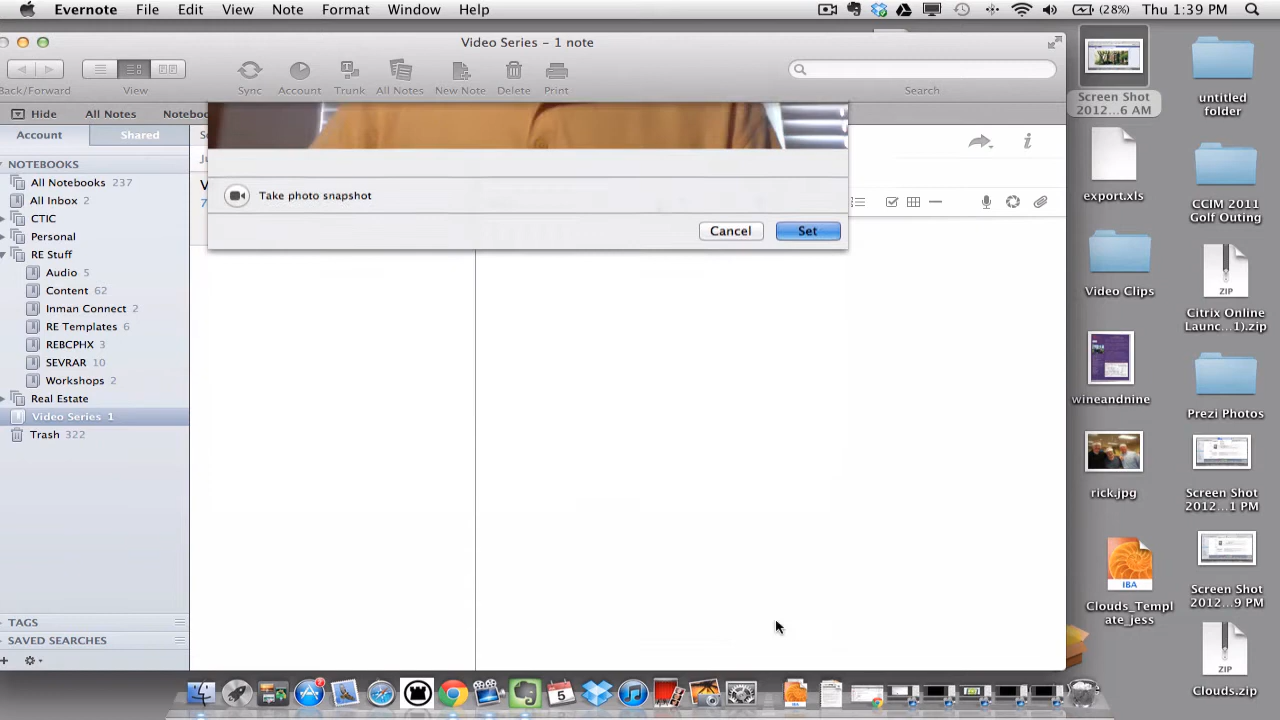 Evernote File Edit View Note Format Window Help (28%) Thu 1:39 PM
Video Series – 1 note
Back/Forward View Sync Account Trunk All Notes New Note Delete Print Search
Hide All Notes Noteboo
Account Shared
NOTEBOOKS
All Notebooks 237
All Inbox 2
CTIC
Personal
RE Stuff
Audio 5
Content 62
Inman Connect 2
RE Templates 6
REBCPHX 3
SEVRAR 10
Workshops 2
Real Estate
Video Series 1
Trash 322
TAGS
SAVED SEARCHES
Take photo snapshot
Cancel Set
Screen Shot
2012...6 AM
untitled
folder
export.xls
CCIM 2011
Golf Outing
Video Clips
ZIP
Citrix Online
Launc...1).zip
wineandnine
Prezi Photos
rick.jpg
Screen Shot
2012...1 PM
IBA
Clouds_Templ
ate_jess
Screen Shot
2012...9 PM
ZIP
Clouds.zip
5